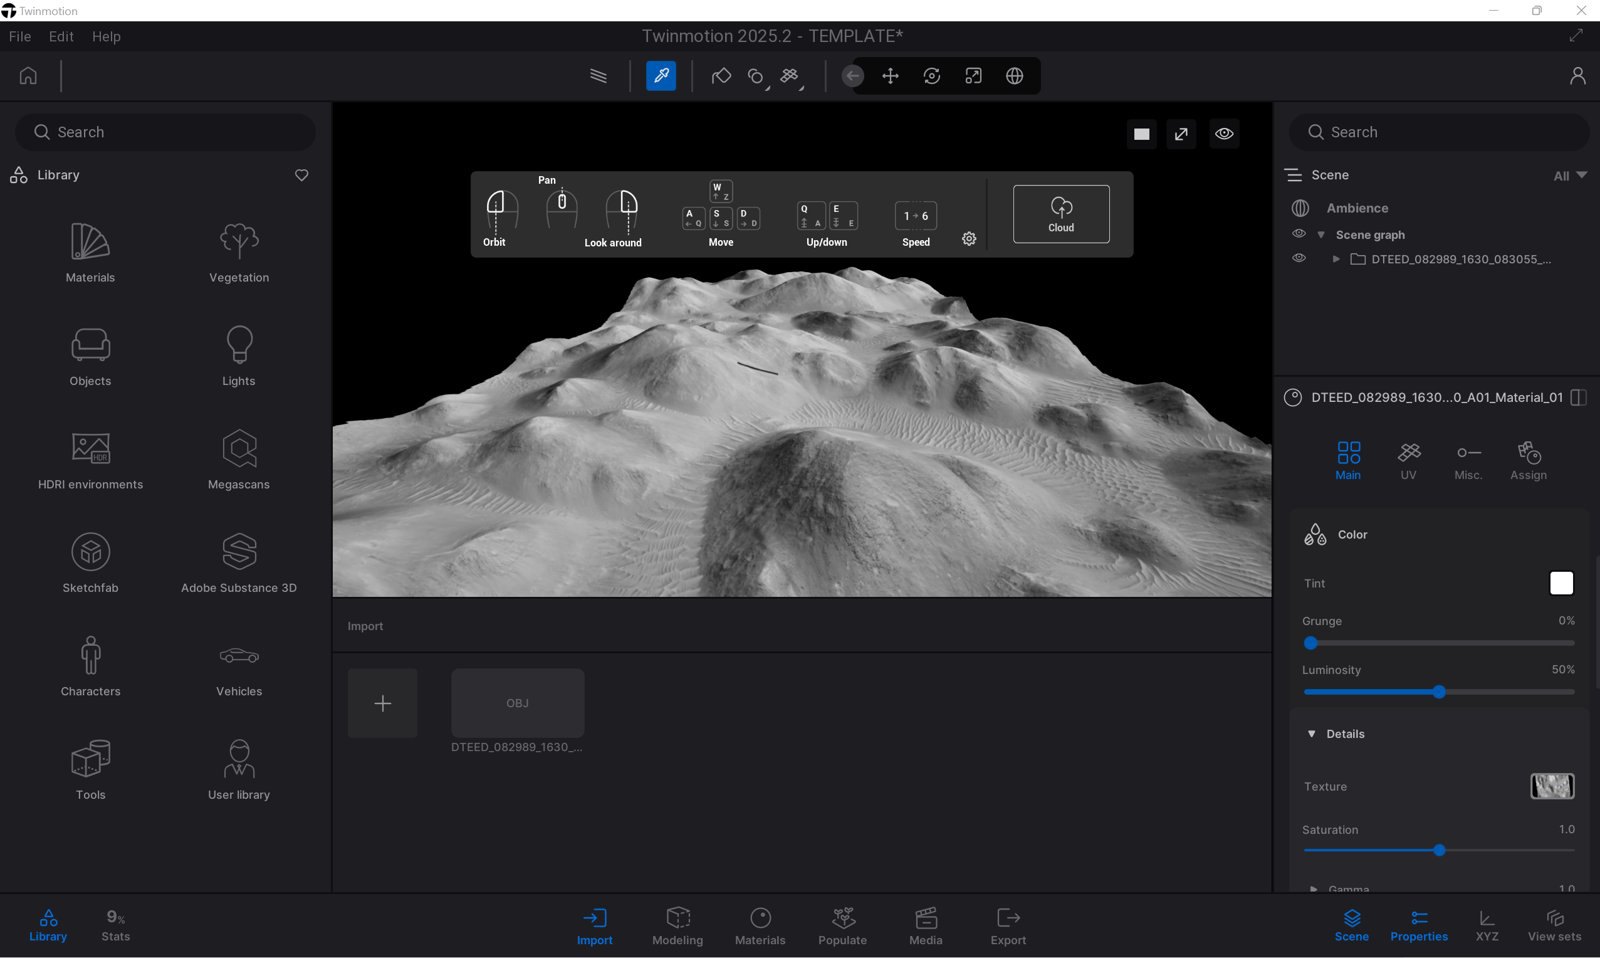 Twinmotion
File Edit Help
Twinmotion 2025.2 - TEMPLATE*
Search
Library
Materials
Vegetation
Objects
Lights
HDR
HDRI environments
Megascans
Sketchfab
Adobe Substance 3D
Characters
Vehicles
Tools
User library
Pan
Orbit
Look around
W
Z
A
Q
S
S
D
D
Move
Q
A
E
E
Up/down
1 → 6
Speed
Cloud
Import
+
OBJ
DTEED_082989_1630_...
Search
Scene
All
Ambience
Scene graph
DTEED_082989_1630_083055_...
DTEED_082989_1630...0_A01_Material_01
Main
UV
Misc.
Assign
Color
Tint
Grunge 0%
Luminosity 50%
Details
Texture
Saturation 1.0
Gamma 1.0
Library
9%
Stats
Import
Modeling
Materials
Populate
Media
Export
Scene
Properties
XYZ
View sets